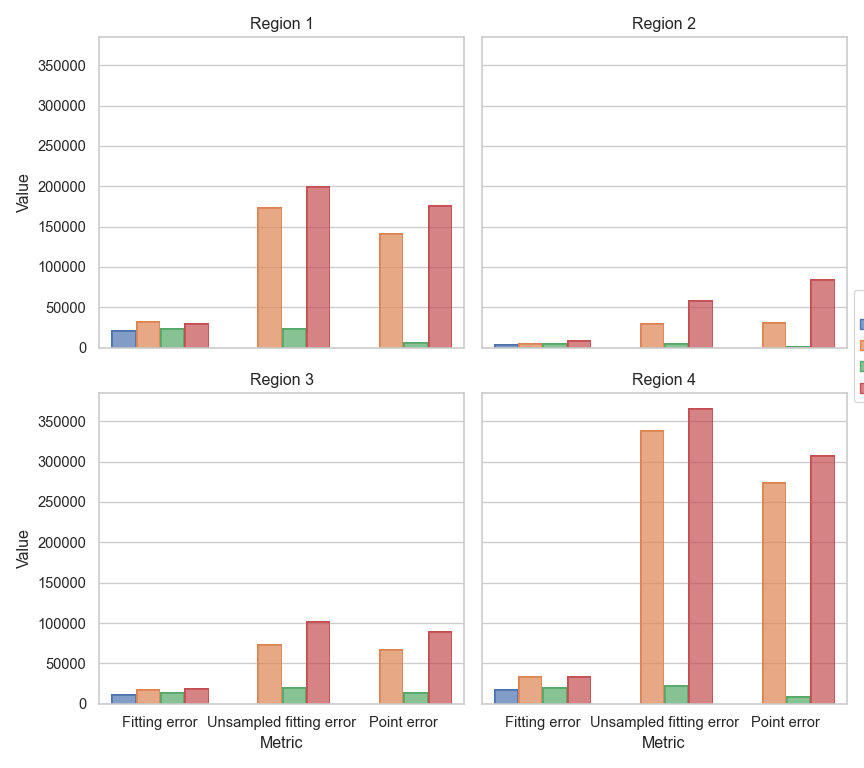 Region 1
Region 2
350000
300000
250000
200000
150000
100000
50000
0
Value
Region 3
Region 4
350000
300000
250000
200000
150000
100000
50000
0
Value
Fitting error Unsampled fitting error Point error
Metric
Fitting error Unsampled fitting error Point error
Metric